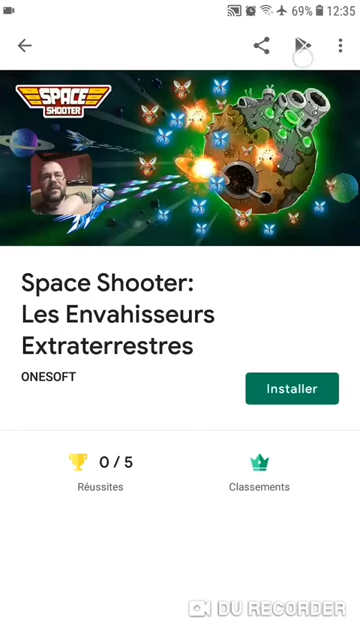 69% 12:35
SPACE
SHOOTER
Space Shooter:
Les Envahisseurs
Extraterrestres
ONESOFT
Installer
0 / 5
Réussites
Classements
DU RECORDER